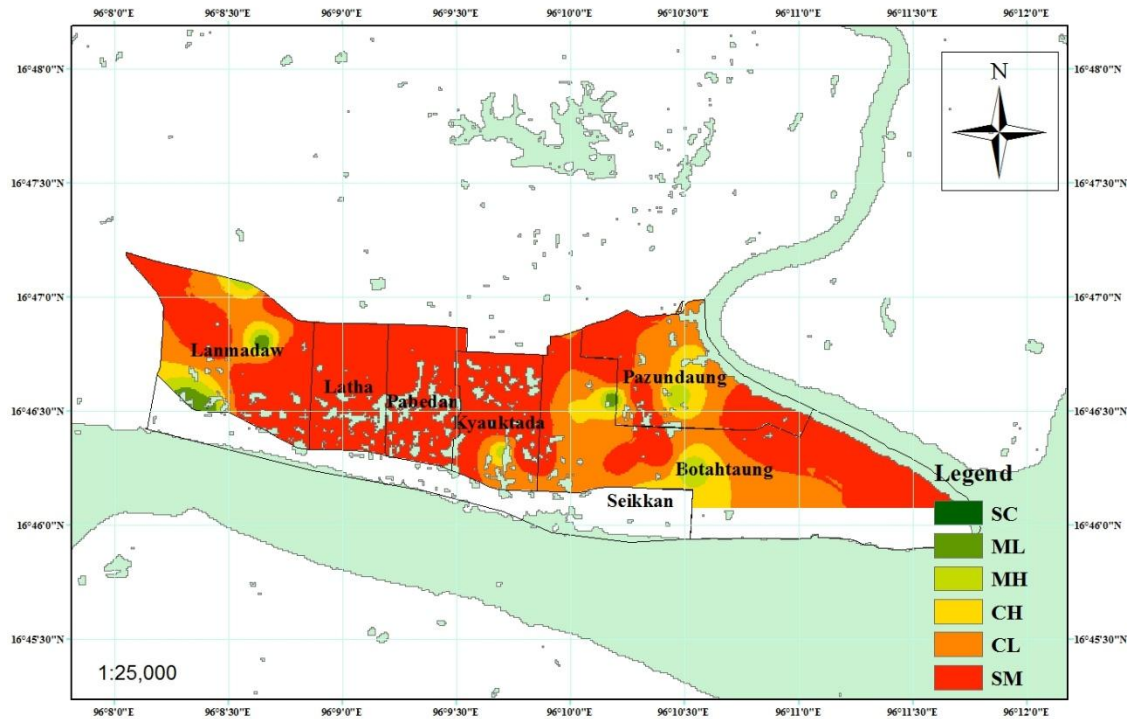 96°8'0"E 96°8'30"E 96°9'0"E 96°9'30"E 96°10'0"E 96°10'30"E 96°11'0"E 96°11'30"E 96°12'0"E
16°48'0"N 16°48'0"N
N
16°47'30"N 16°47'30"N
16°47'0"N 16°47'0"N
Lanmadaw
Latha
Pabedan
Kyauktada
Pazundaung
16°46'30"N 16°46'30"N
Botahtaung
Seikkan
Legend
SC
ML
MH
CH
CL
SM
16°46'0"N 16°46'0"N
16°45'30"N 16°45'30"N
1:25,000
96°8'0"E 96°8'30"E 96°9'0"E 96°9'30"E 96°10'0"E 96°10'30"E 96°11'0"E 96°11'30"E 96°12'0"E